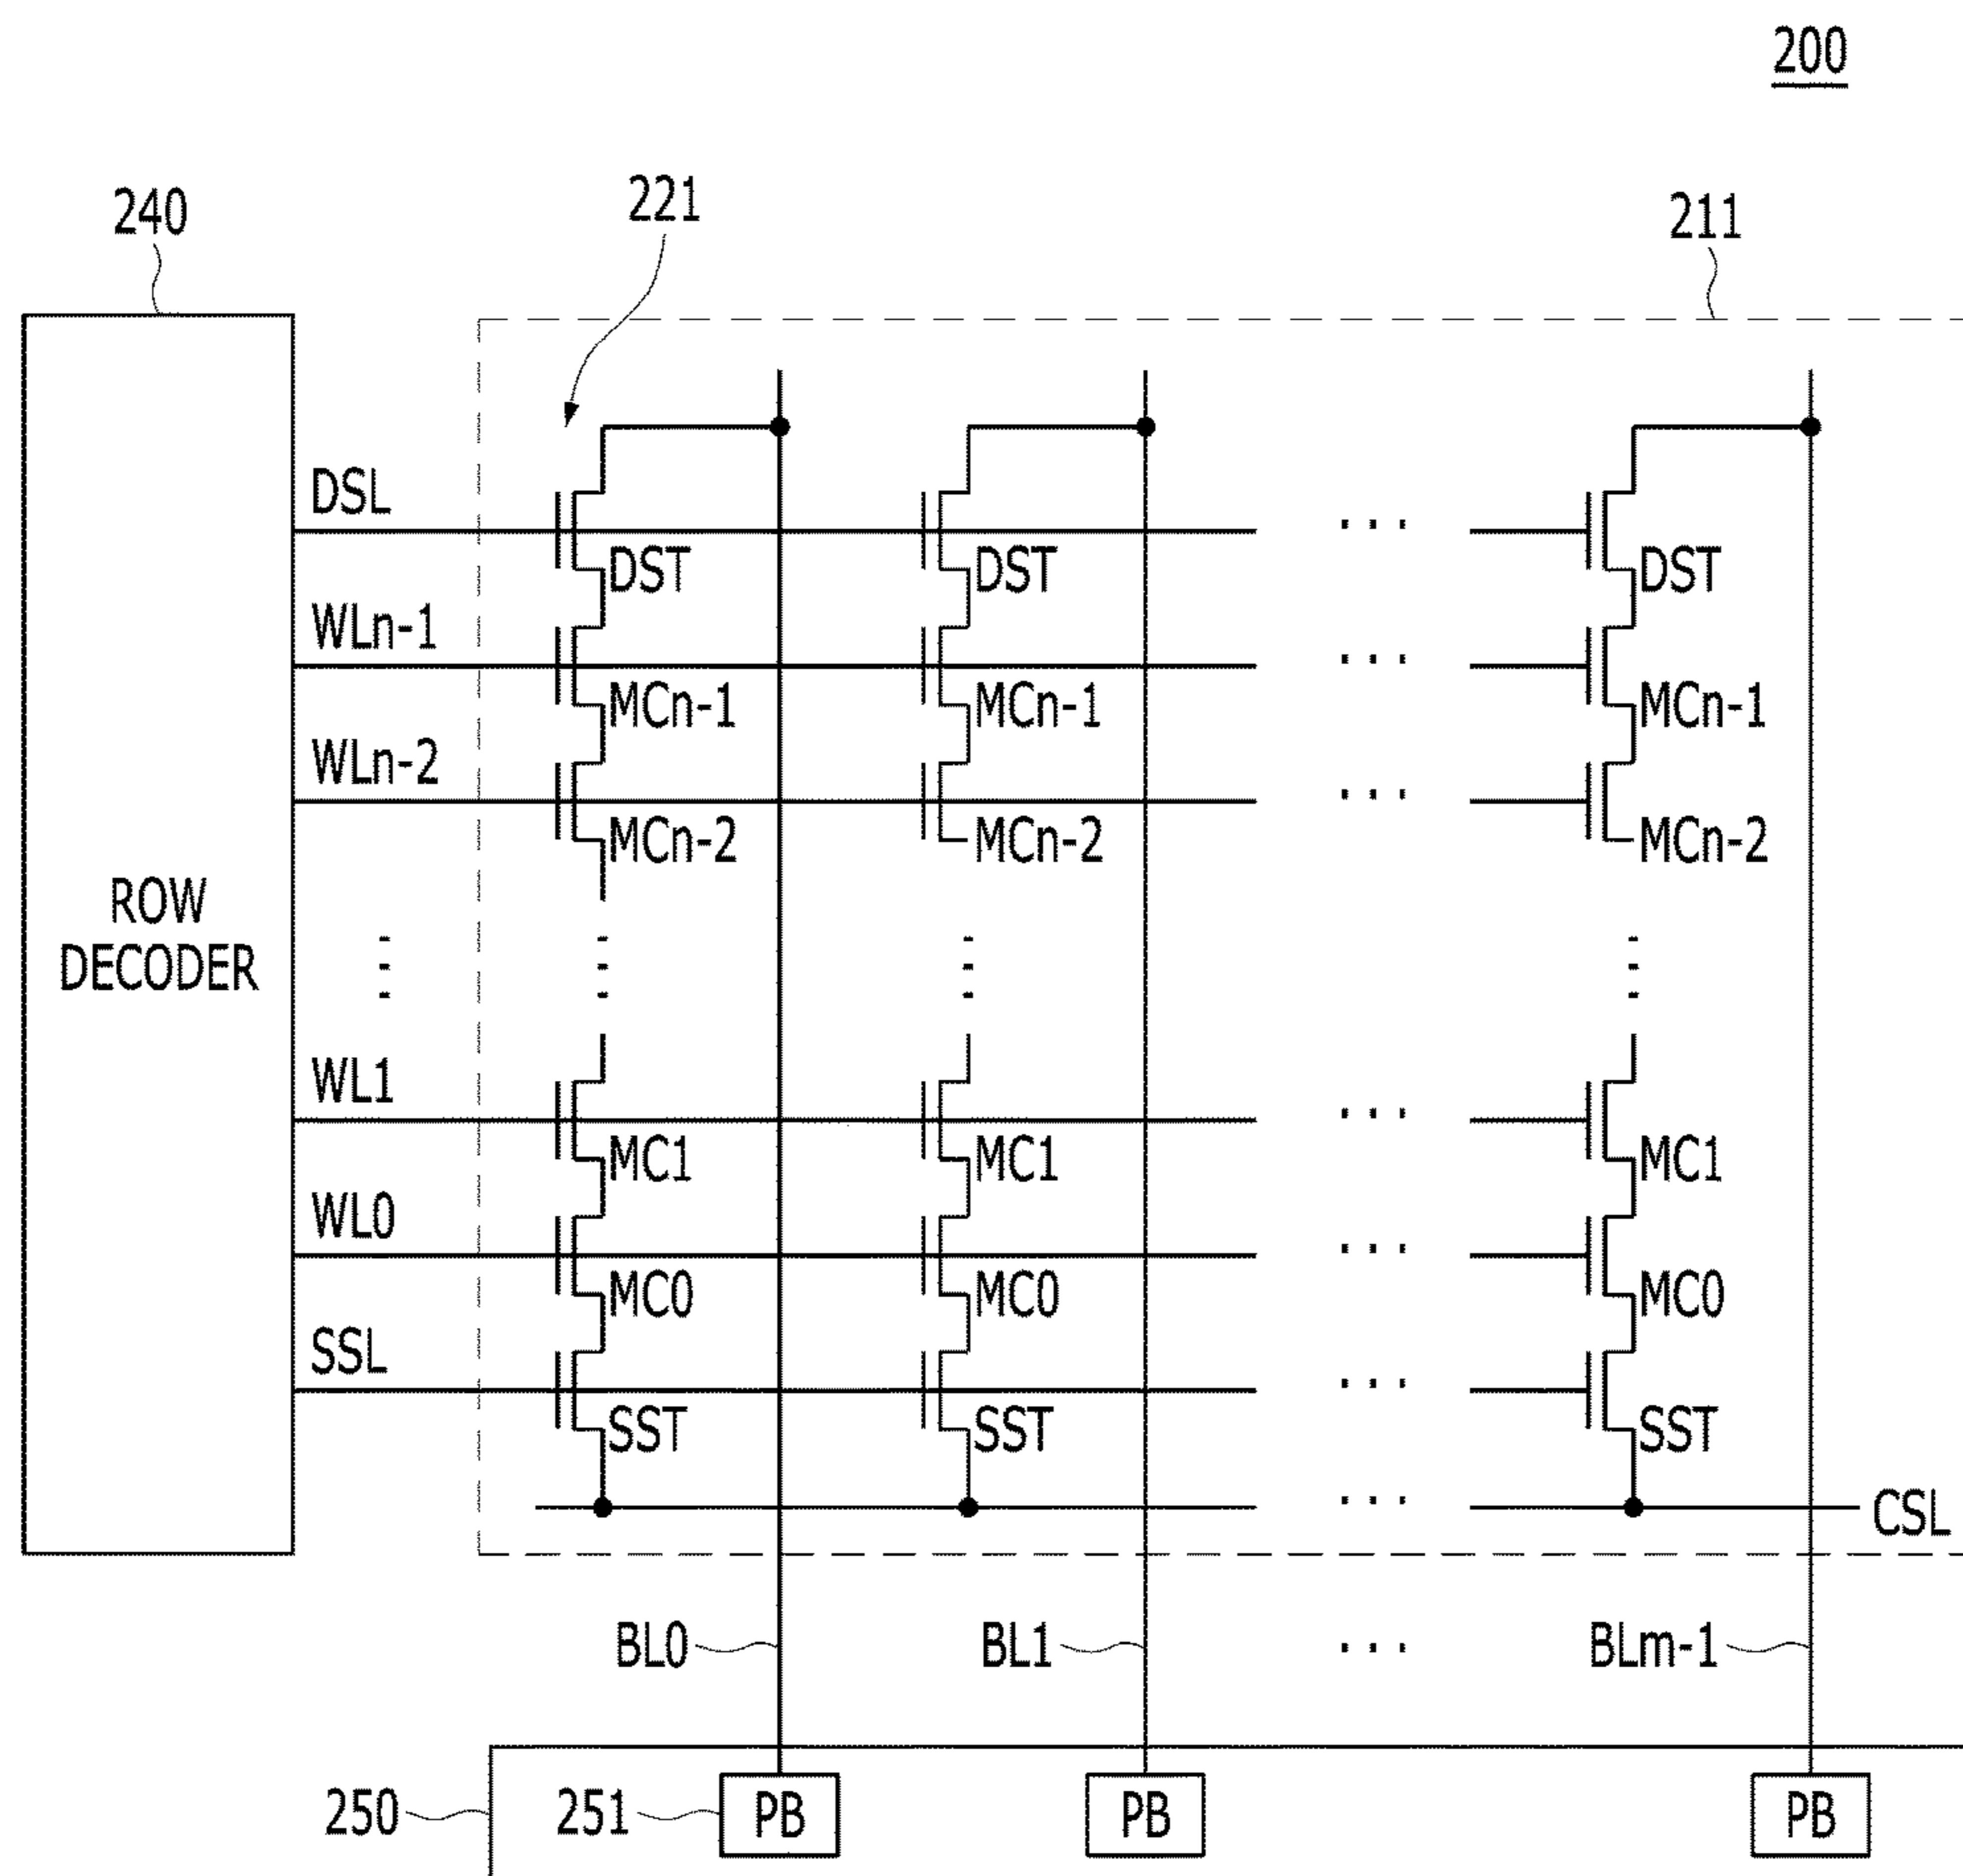 200
240
221
211
DSL
DST DST DST
WLn-1
MCn-1 MCn-1 MCn-1
WLn-2
MCn-2 MCn-2 MCn-2
ROW
DECODER
WL1
MC1 MC1 MC1
WL0
MC0 MC0 MC0
SSL
SST SST SST
CSL
BL0 BL1 BLm-1
250 251 PB PB PB